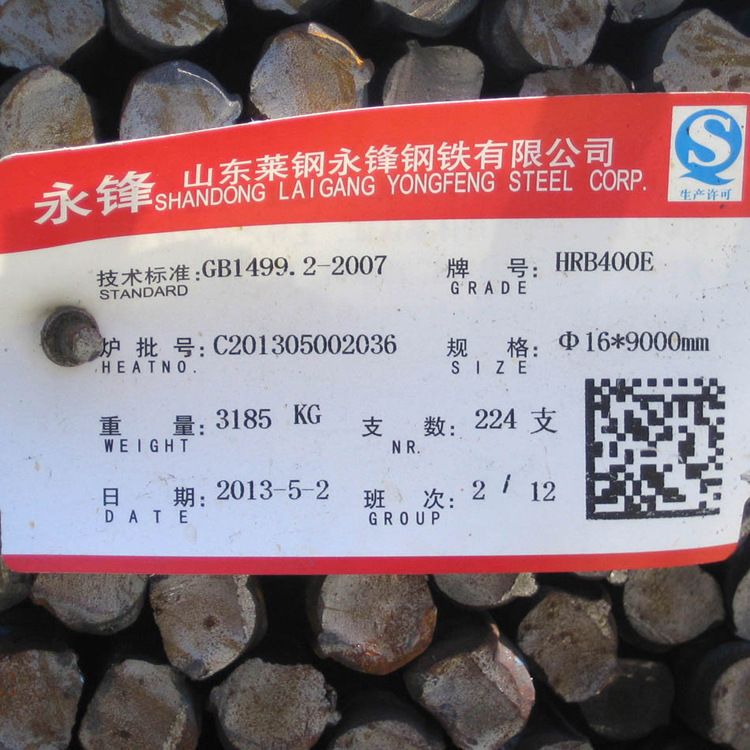 永锋 山东莱钢永锋钢铁有限公司
SHANDONG LAIGANG YONGFENG STEEL CORP.
生产许可
技术标准:GB1499.2-2007 牌号:HRB400E
STANDARD GRADE
炉批号:C201305002036 规格:Φ16*9000mm
HEATNO. SIZE
重量:3185 KG 支数:224支
WEIGHT NR.
日期:2013-5-2 班次:2/12
DATE GROUP